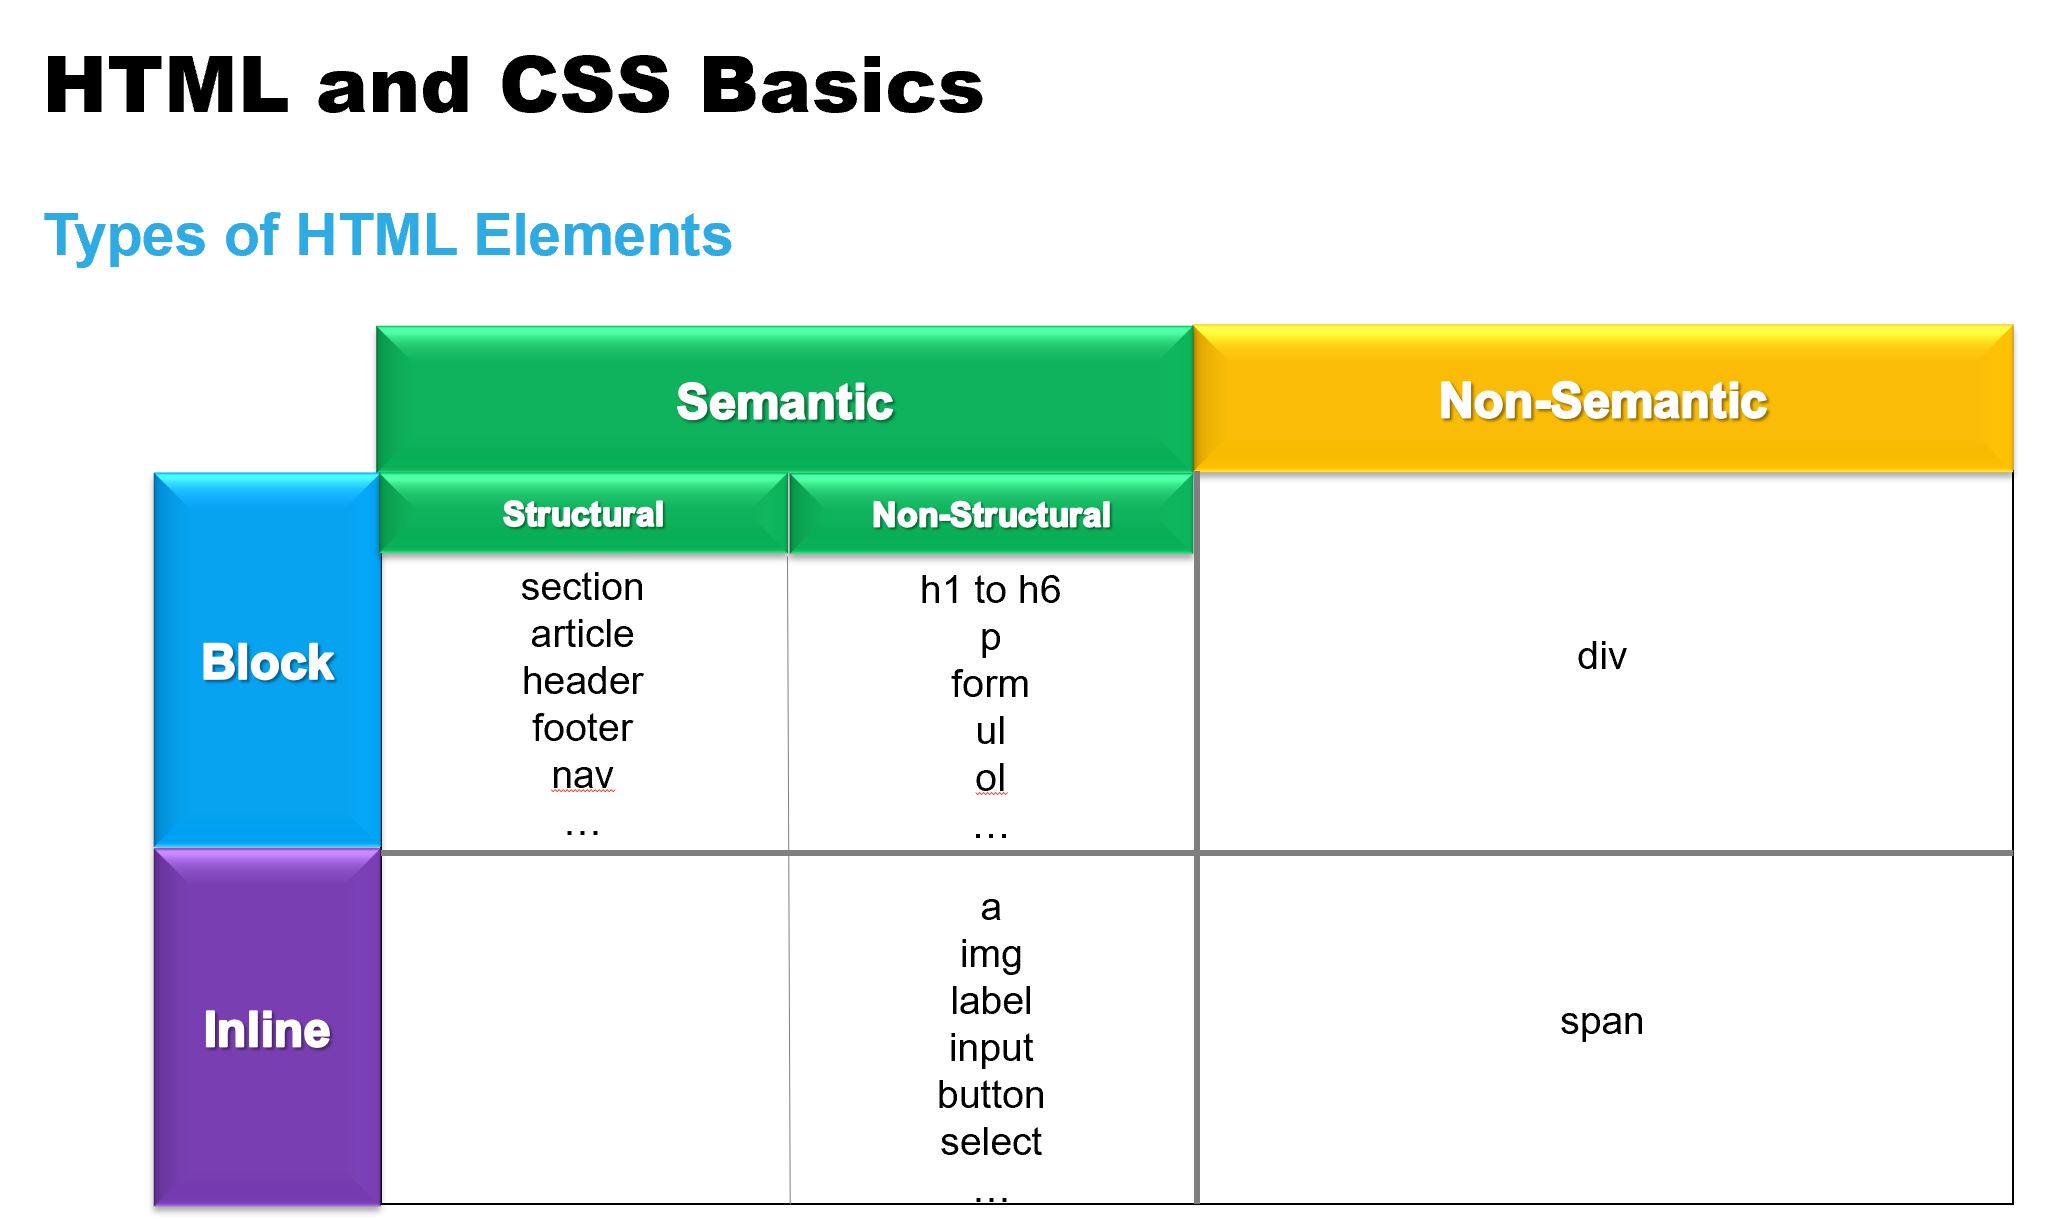 HTML and CSS Basics
Types of HTML Elements
Semantic
Non-Semantic
Block
Structural
Non-Structural
section
article
header
footer
nav
…
h1 to h6
p
form
ul
ol
…
div
Inline
a
img
label
input
button
select
…
span